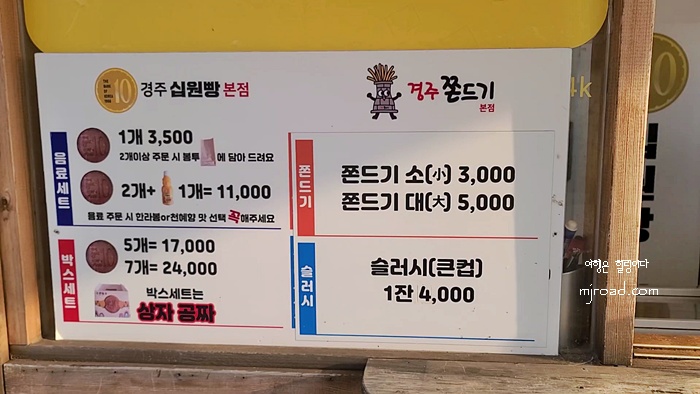 10
경주 십원빵 본점
음료세트
1개 3,500
2개이상 주문 시 봉투에 담아 드려요
2개+ 1개= 11,000
음료 주문 시 한라봉or천혜향 맛 선택 꼭해주세요
박스세트
5개= 17,000
7개= 24,000
박스세트는
상자 공짜
경주 쫀드기
본점
쫀드기
쫀드기 소(小) 3,000
쫀드기 대(大) 5,000
슬러시
슬러시(큰컵)
1잔 4,000
4k
10
여행은 힐링이다
mjroad.com